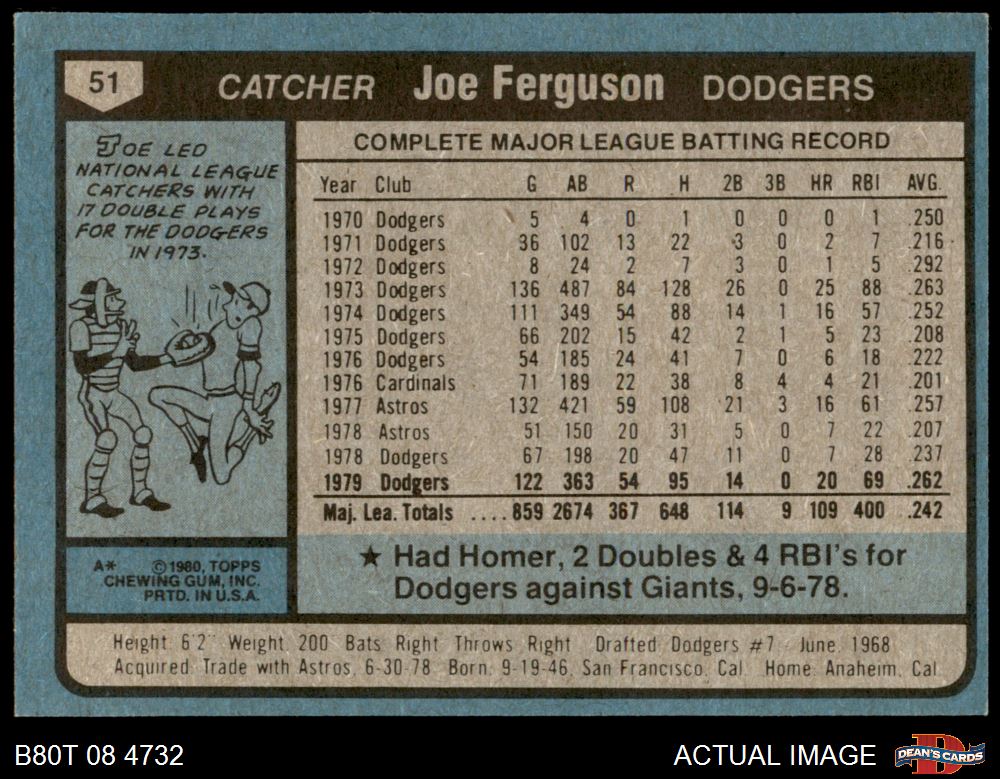 51
CATCHER Joe Ferguson DODGERS
JOE LED
NATIONAL LEAGUE
CATCHERS WITH
17 DOUBLE PLAYS
FOR THE DODGERS
IN 1973.
COMPLETE MAJOR LEAGUE BATTING RECORD
Year Club G AB R H 2B 3B HR RBI AVG.
1970 Dodgers 5 4 0 1 0 0 0 1 .250
1971 Dodgers 36 102 13 22 3 0 2 7 .216
1972 Dodgers 8 24 2 7 3 0 1 5 .292
1973 Dodgers 136 487 84 128 26 0 25 88 .263
1974 Dodgers 111 349 54 88 14 1 16 57 .252
1975 Dodgers 66 202 15 42 2 1 5 23 .208
1976 Dodgers 54 185 24 41 7 0 6 18 .222
1976 Cardinals 71 189 22 38 8 4 4 21 .201
1977 Astros 132 421 59 108 21 3 16 61 .257
1978 Astros 51 150 20 31 5 0 7 22 .207
1978 Dodgers 67 198 20 47 11 0 7 28 .237
1979 Dodgers 122 363 54 95 14 0 20 69 .262
Maj. Lea. Totals ....859 2674 367 648 114 9 109 400 .242
★ Had Homer, 2 Doubles & 4 RBI's for
Dodgers against Giants, 9-6-78.
A* ©1980, TOPPS
CHEWING GUM, INC.
PRTD. IN U.S.A.
Height 6'2" Weight 200 Bats Right Throws Right Drafted Dodgers #7 - June, 1968
Acquired Trade with Astros, 6-30-78 Born 9-19-46, San Francisco, Cal. Home Anaheim, Cal.
B80T 08 4732
ACTUAL IMAGE
D
DEAN'S CARDS